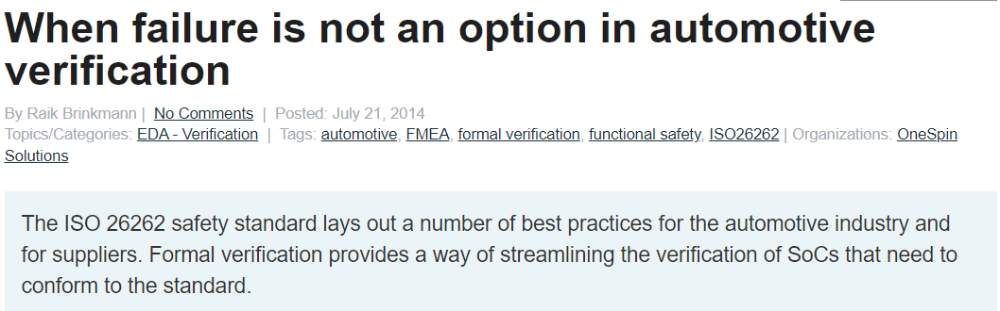 When failure is not an option in automotive
verification
By Raik Brinkmann | No Comments | Posted: July 21, 2014
Topics/Categories: EDA - Verification | Tags: automotive, FMEA, formal verification, functional safety, ISO26262 | Organizations: OneSpin
Solutions
The ISO 26262 safety standard lays out a number of best practices for the automotive industry and
for suppliers. Formal verification provides a way of streamlining the verification of SoCs that need to
conform to the standard.